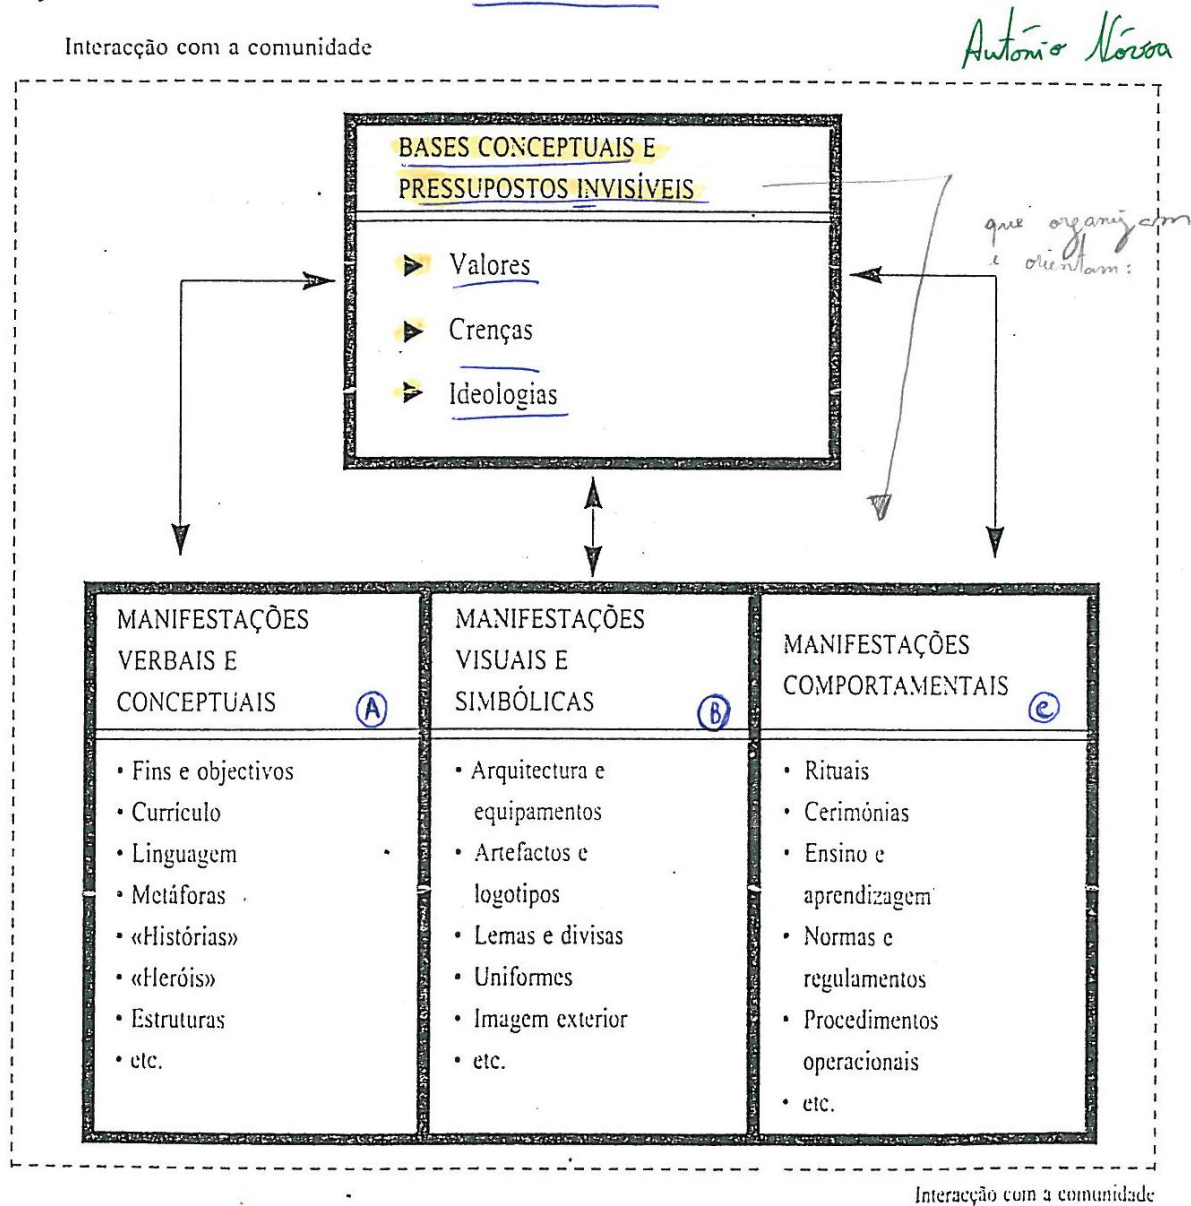 Interacção com a comunidade
António Nóvoa
BASES CONCEPTUAIS E
PRESSUPOSTOS INVISÍVEIS
que organizam
e orientam:
Valores
Crenças
Ideologias
MANIFESTAÇÕES
VERBAIS E
CONCEPTUAIS
A
• Fins e objectivos
• Currículo
• Linguagem
• Metáforas
• «Histórias»
• «Heróis»
• Estruturas
• etc.
MANIFESTAÇÕES
VISUAIS E
SIMBÓLICAS
B
• Arquitectura e
equipamentos
• Artefactos e
logotipos
• Lemas e divisas
• Uniformes
• Imagem exterior
• etc.
MANIFESTAÇÕES
COMPORTAMENTAIS
C
• Rituais
• Cerimónias
• Ensino e
aprendizagem
• Normas e
regulamentos
• Procedimentos
operacionais
• etc.
Interacção com a comunidade